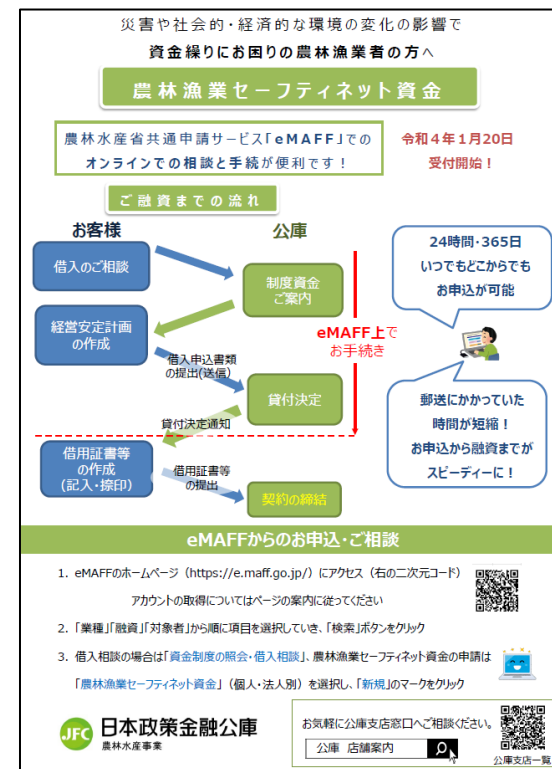 災害や社会的・経済的な環境の変化の影響で
資金繰りにお困りの農林漁業者の方へ
農林漁業セーフティネット資金
農林水産省共通申請サービス「eMAFF」での
オンラインでの相談と手続が便利です！
令和４年１月20日
受付開始！
ご融資までの流れ
お客様
公庫
借入のご相談
制度資金
ご案内
経営安定計画
の作成
借入申込書類
の提出(送信)
貸付決定
貸付決定通知
借用証書等
の作成
(記入・捺印)
借用証書等
の提出
契約の締結
eMAFF上で
お手続き
24時間・365日
いつでもどこからでも
お申込が可能
郵送にかかっていた
時間が短縮！
お申込から融資までが
スピーディーに！
eMAFFからのお申込・ご相談
1. eMAFFのホームページ（https://e.maff.go.jp/）にアクセス（右の二次元コード）
アカウントの取得についてはページの案内に従ってください
2. 「業種」「融資」「対象者」から順に項目を選択していき、「検索」ボタンをクリック
3. 借入相談の場合は「資金制度の照会・借入相談」、農林漁業セーフティネット資金の申請は
「農林漁業セーフティネット資金」（個人・法人別）を選択し、「新規」のマークをクリック
JFC 日本政策金融公庫
農林水産事業
お気軽に公庫支店窓口へご相談ください。
公庫 店舗案内
公庫支店一覧